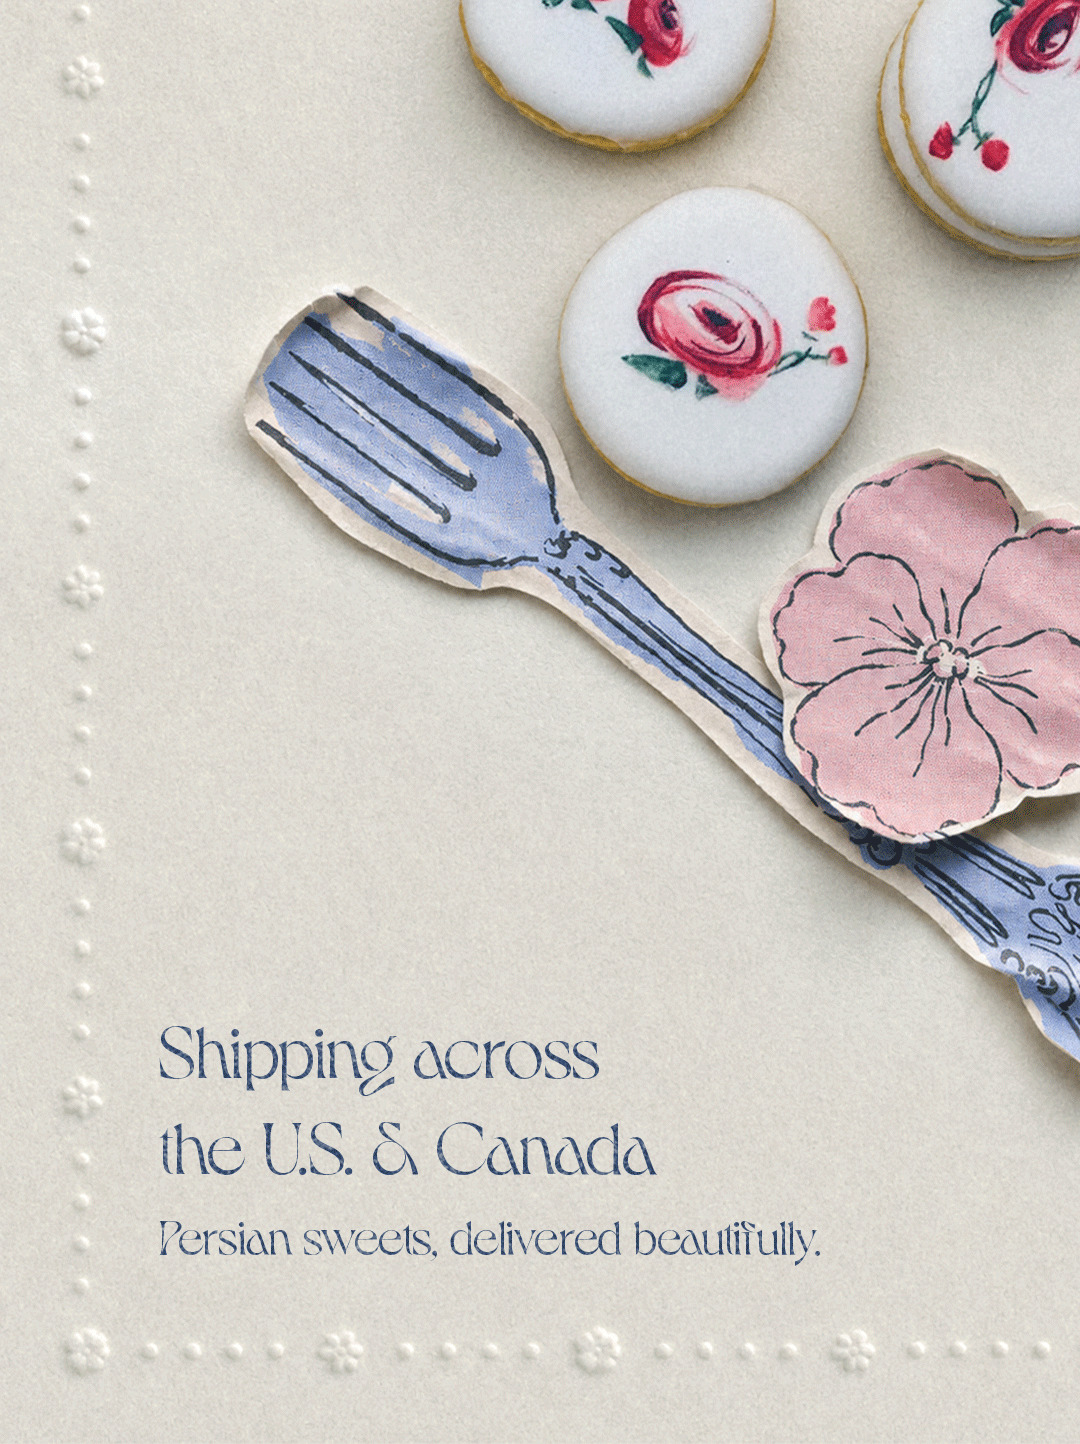 Shipping across
the U.S. & Canada
Persian sweets, delivered beautifully.